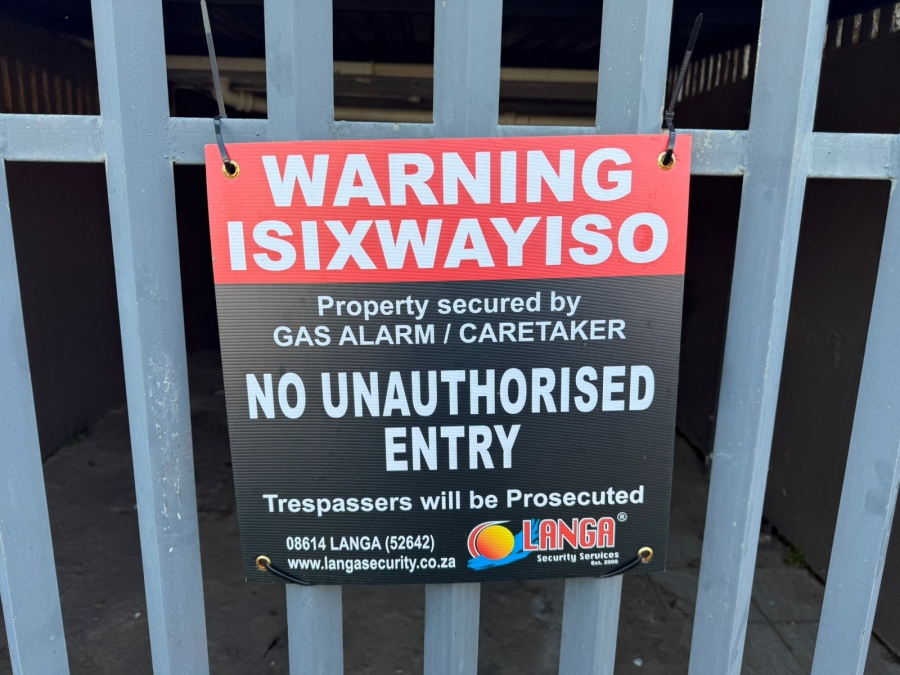 WARNING
ISIXWAYISO
Property secured by
GAS ALARM / CARETAKER
NO UNAUTHORISED
ENTRY
Trespassers will be Prosecuted
08614 LANGA (52642)
www.langasecurity.co.za
LANGA®
Security Services
Est. 2006